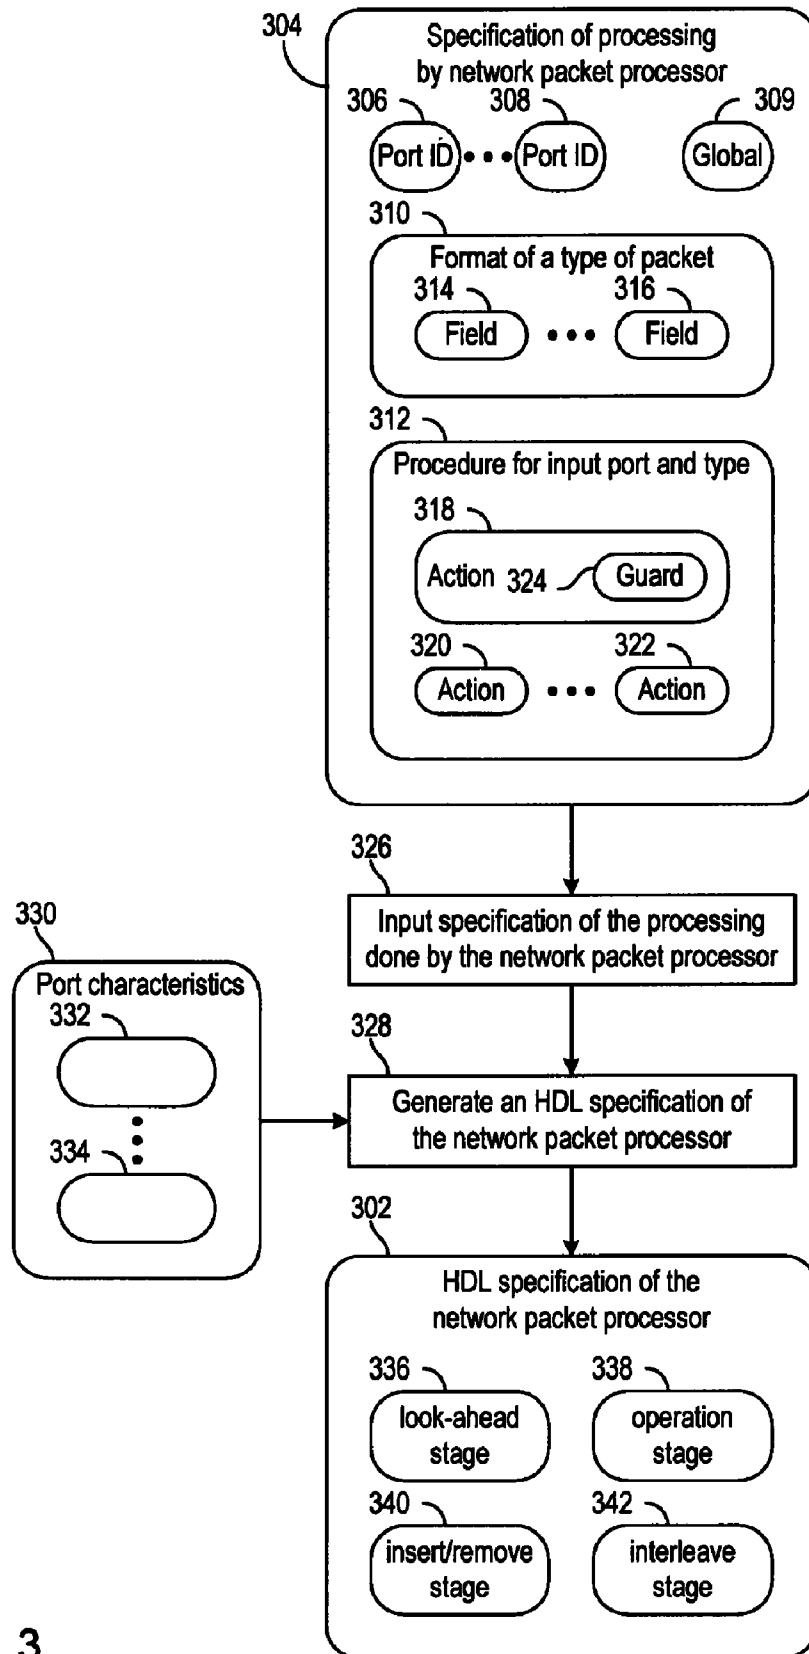 304
Specification of processing
by network packet processor
306
308
309
Port ID
Port ID
Global
310
Format of a type of packet
314
316
Field
Field
312
Procedure for input port and type
318
Action
324
Guard
320
322
Action
Action
326
Input specification of the processing
done by the network packet processor
330
Port characteristics
332
334
328
Generate an HDL specification of
the network packet processor
302
HDL specification of the
network packet processor
336
338
look-ahead
stage
operation
stage
340
342
insert/remove
stage
interleave
stage
3